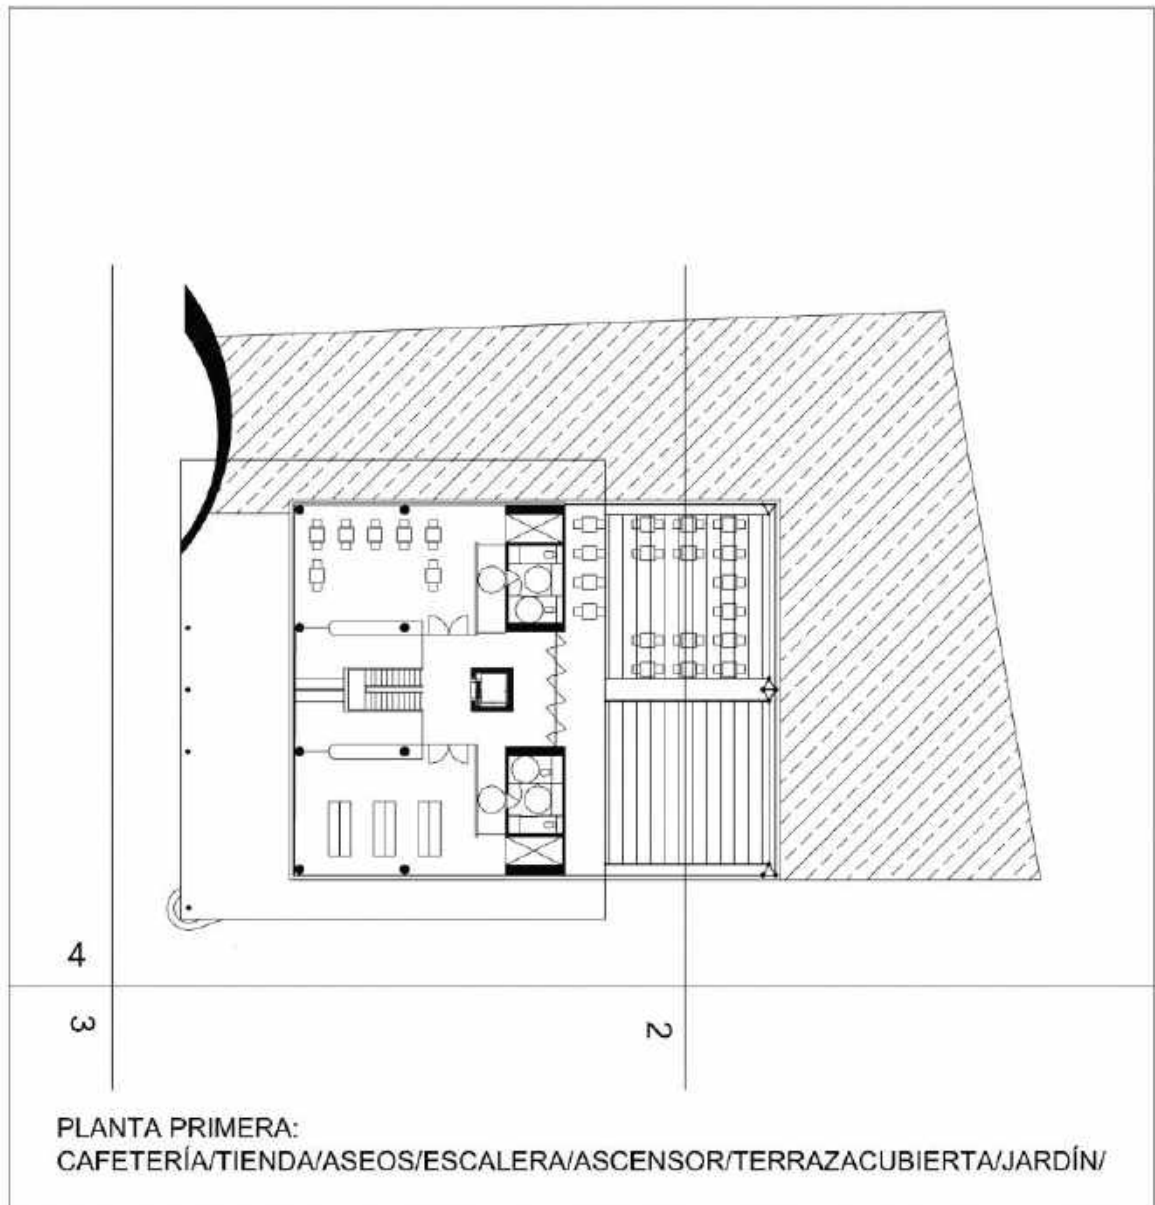 4
3
2
PLANTA PRIMERA:
CAFETERÍA/TIENDA/ASEOS/ESCALERA/ASCENSOR/TERRAZACUBIERTA/JARDÍN/